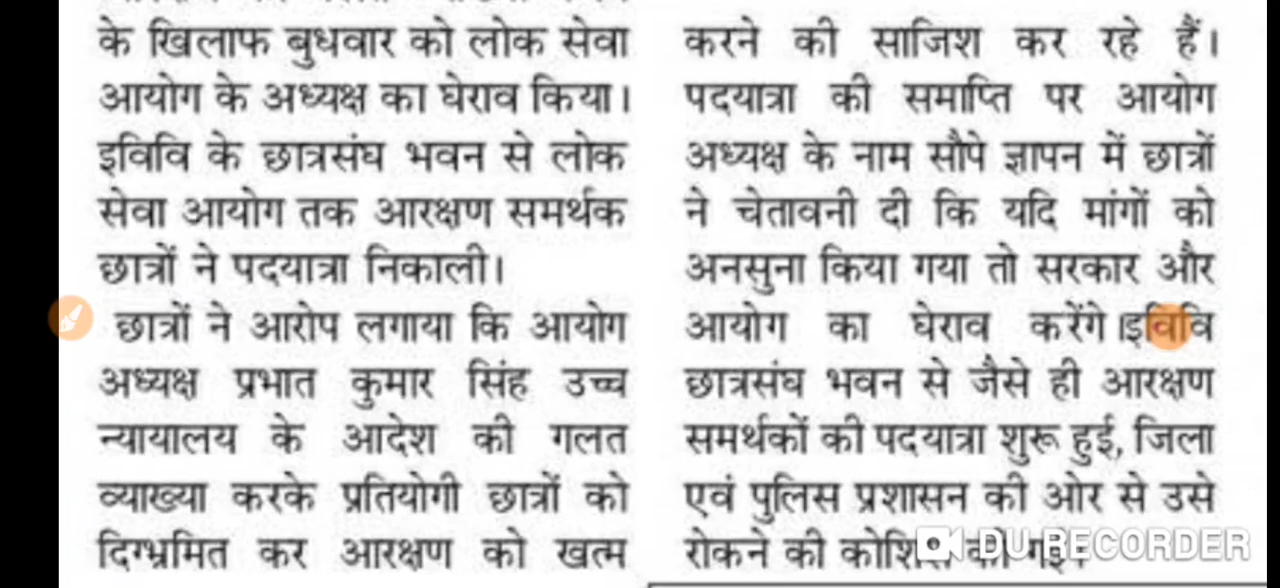 के खिलाफ बुधवार को लोक सेवा
आयोग के अध्यक्ष का घेराव किया।
इविवि के छात्रसंघ भवन से लोक
सेवा आयोग तक आरक्षण समर्थक
छात्रों ने पदयात्रा निकाली।
छात्रों ने आरोप लगाया कि आयोग
अध्यक्ष प्रभात कुमार सिंह उच्च
न्यायालय के आदेश की गलत
व्याख्या करके प्रतियोगी छात्रों को
दिग्भ्रमित कर आरक्षण को खत्म
करने की साजिश कर रहे हैं।
पदयात्रा की समाप्ति पर आयोग
अध्यक्ष के नाम सौपे ज्ञापन में छात्रों
ने चेतावनी दी कि यदि मांगों को
अनसुना किया गया तो सरकार और
आयोग का घेराव करेंगे।इविवि
छात्रसंघ भवन से जैसे ही आरक्षण
समर्थकों की पदयात्रा शुरू हुई, जिला
एवं पुलिस प्रशासन की ओर से उसे
रोकने की कोशिश की गई।
DU RECORDER